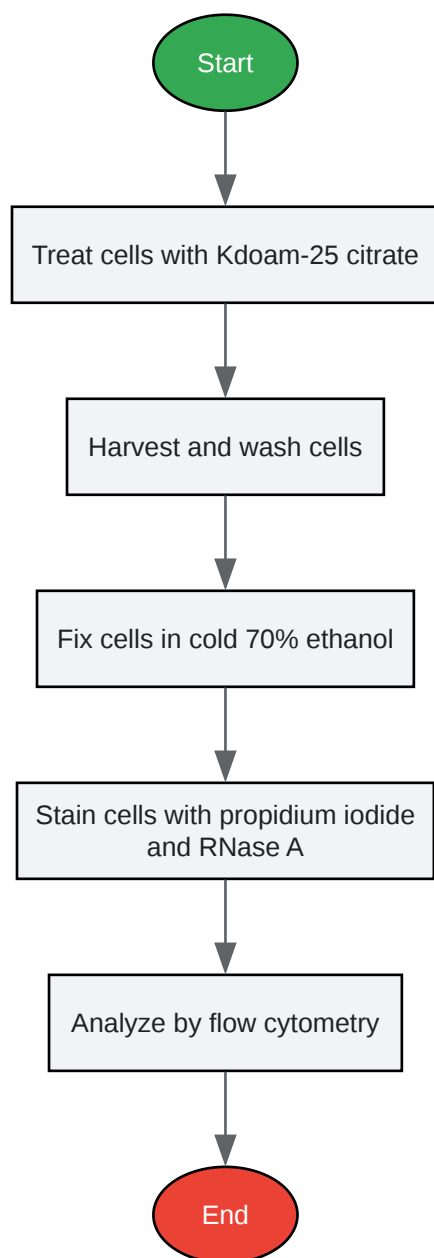 Start
Treat cells with Kdoam-25 citrate
Harvest and wash cells
Fix cells in cold 70% ethanol
Stain cells with propidium iodide
and RNase A
Analyze by flow cytometry
End